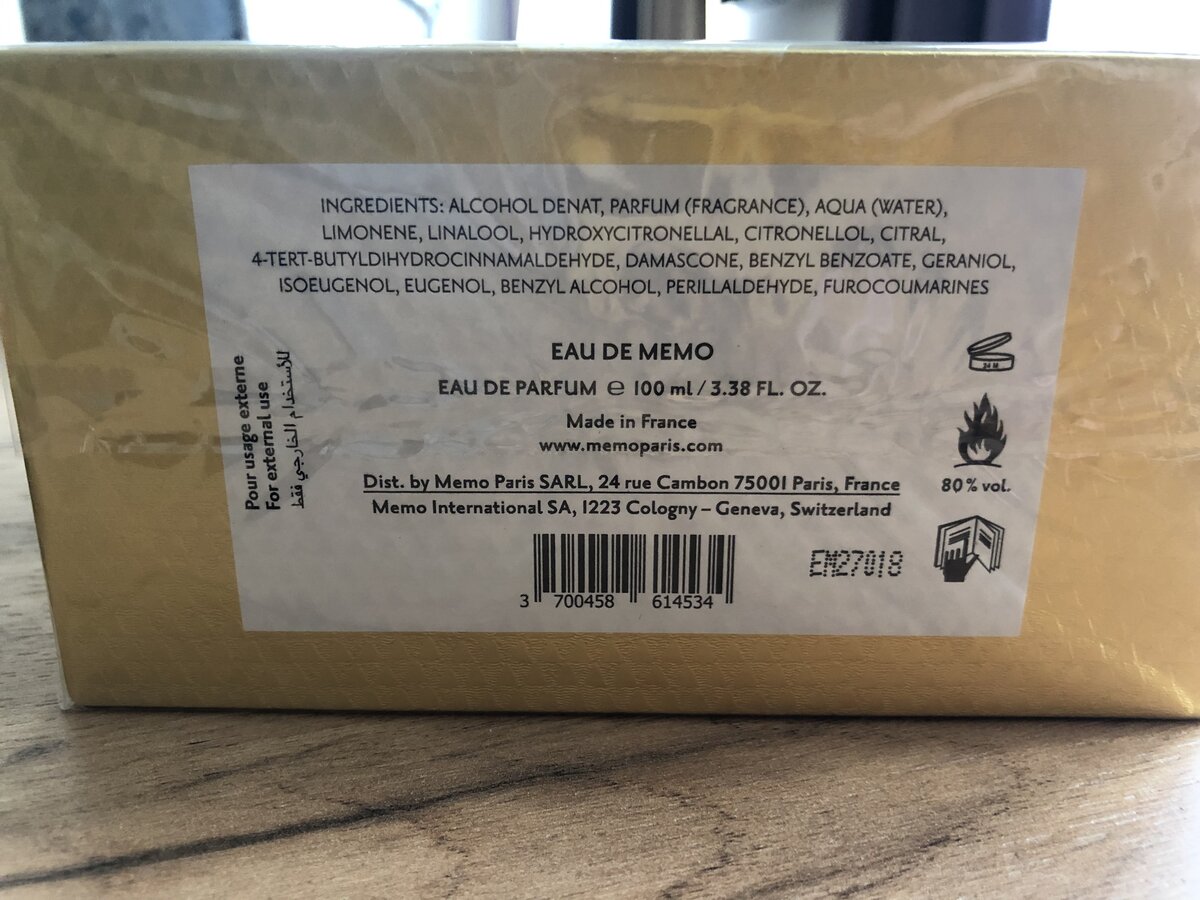 INGREDIENTS: ALCOHOL DENAT, PARFUM (FRAGRANCE), AQUA (WATER),
LIMONENE, LINALOOL, HYDROXYCITRONELLAL, CITRONELLOL, CITRAL,
4-TERT-BUTYLDIHYDROCINNAMALDEHYDE, DAMASCONE, BENZYL BENZOATE, GERANIOL,
ISOEUGENOL, EUGENOL, BENZYL ALCOHOL, PERILLALDEHYDE, FUROCOUMARINES
Pour usage externe
For external use
للأستخدام الخارجي فقط
EAU DE MEMO
EAU DE PARFUM ℮ 100 ml / 3.38 FL. OZ.
Made in France
www.memoparis.com
Dist. by Memo Paris SARL, 24 rue Cambon 75001 Paris, France
Memo International SA, 1223 Cologny – Geneva, Switzerland
24 M
80% vol.
EM27018
3 700458 614534